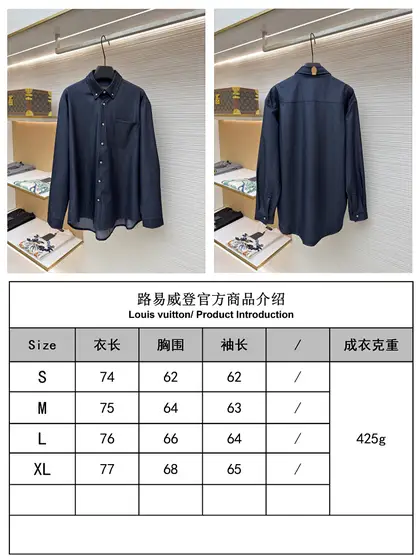 路易威登官方商品介绍
Louis vuitton/ Product Introduction
Size 衣长 胸围 袖长 / 成衣克重
S 74 62 62 /
M 75 64 63 /
L 76 66 64 / 425g
XL 77 68 65 /